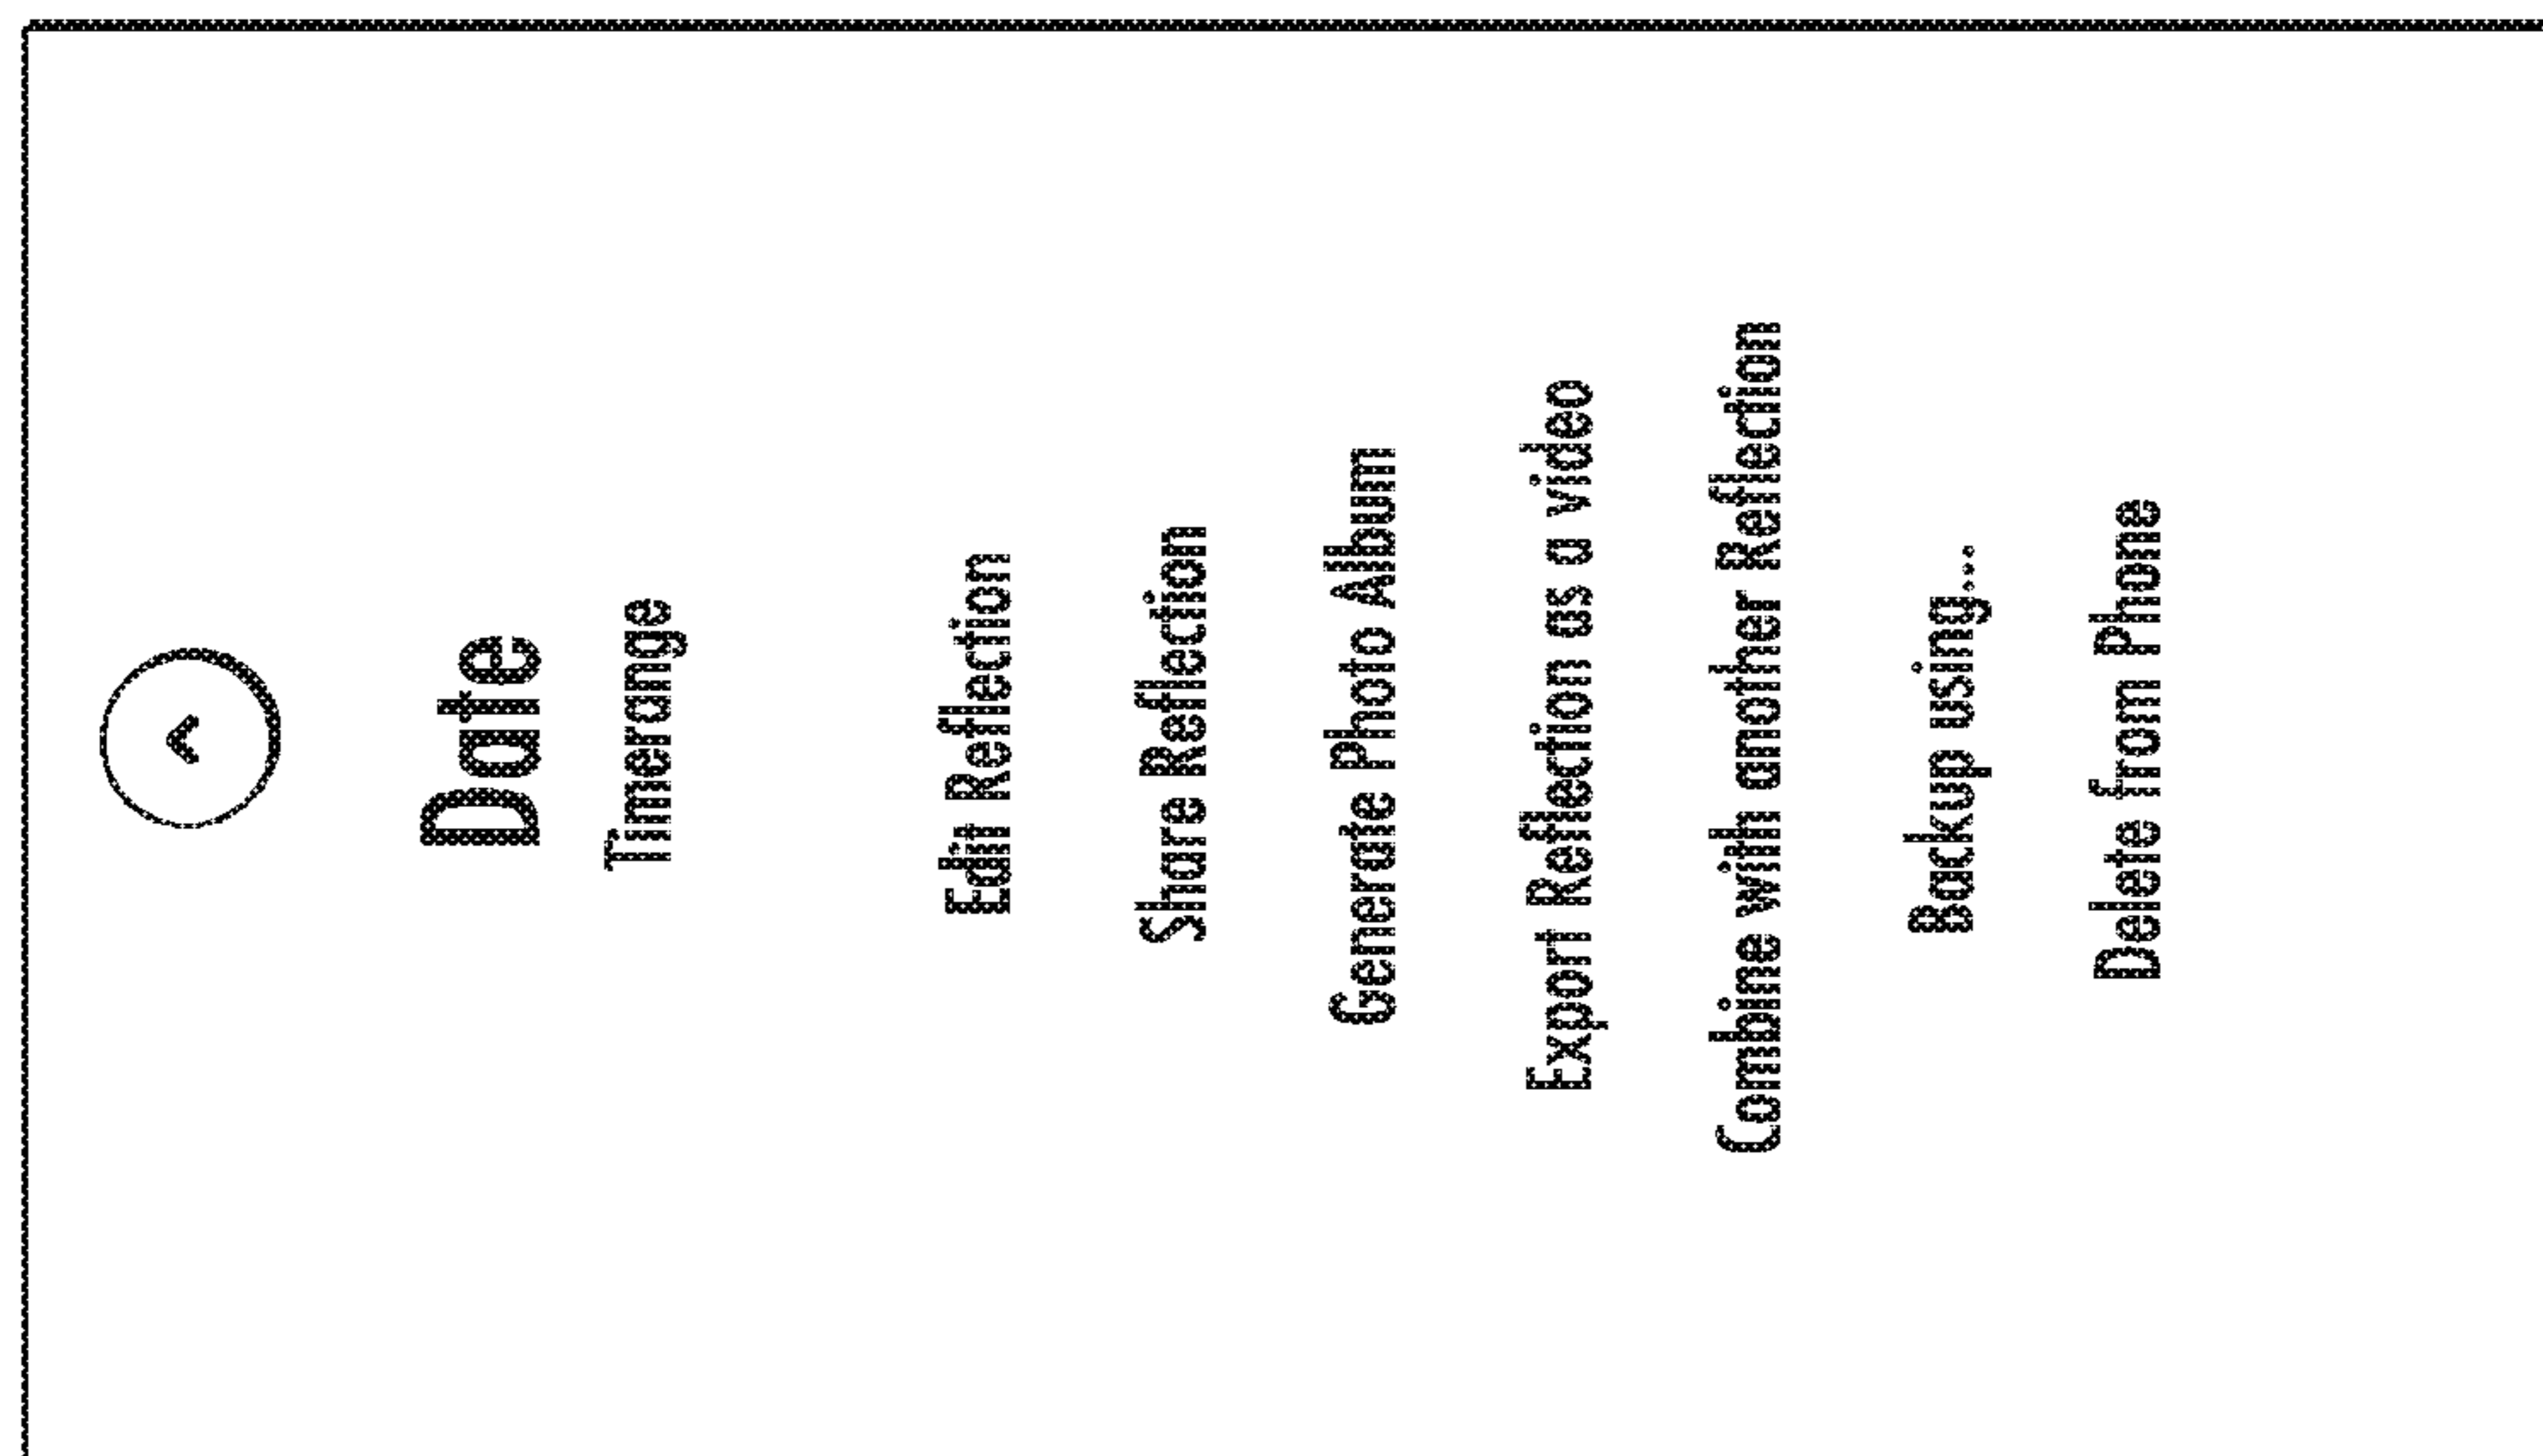 Date
Timerange
Edit Reflection
Share Reflection
Generate Photo Album
Export Reflection as a video
Combine with another Reflection
Backup using...
Delete from Phone